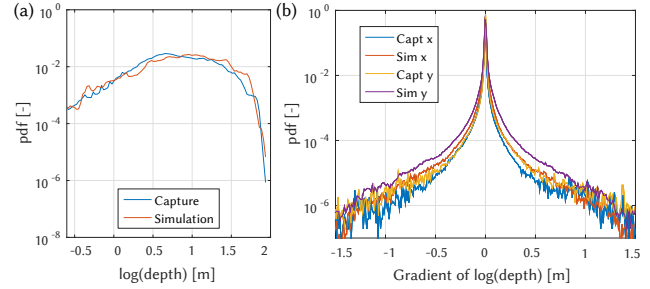 (a)
10^0
10^-2
10^-4
10^-6
10^-8
pdf [-]
Capture
Simulation
-0.5
0
0.5
1.0
1.5
2
log(depth) [m]
(b)
10^0
10^-2
10^-4
10^-6
pdf [-]
Capt x
Sim x
Capt y
Sim y
-1.5
-1
-0.5
0
0.5
1
1.5
Gradient of log(depth) [m]